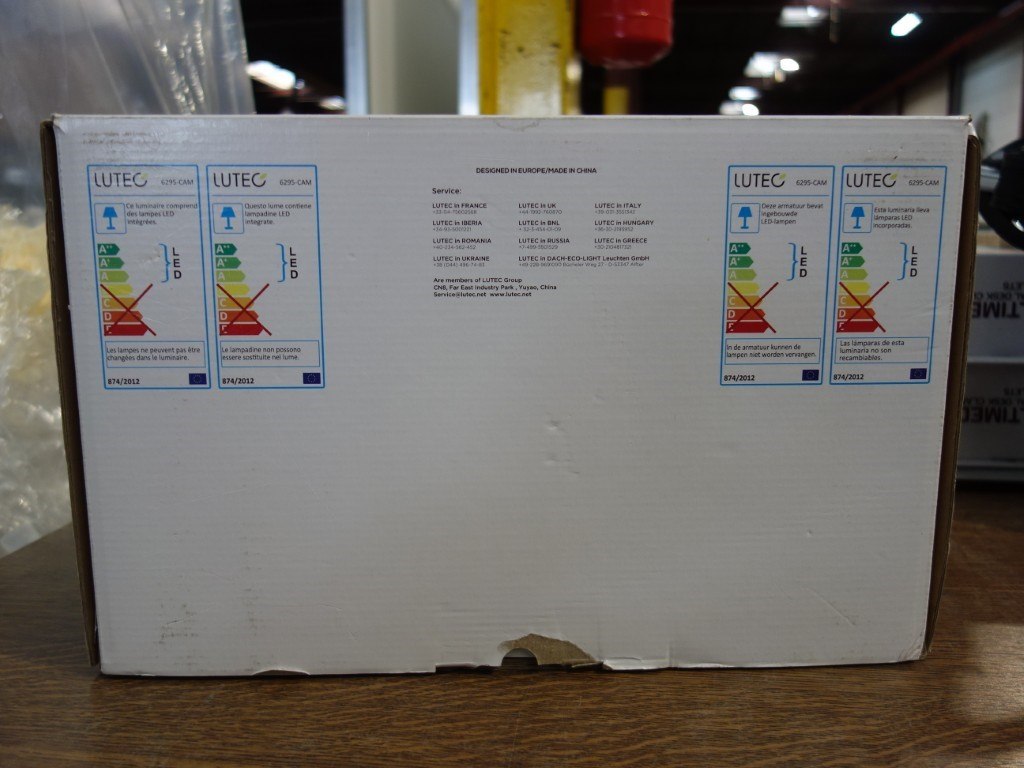 LUTEC 6295-CAM
Ce luminaire comprend
des lampes LED
intégrées.
A++
A+
A
B
C
D
E
L
E
D
Les lampes ne peuvent pas être
changées dans le luminaire.
874/2012
LUTEC 6295-CAM
Questo lume contiene
lampadine LED
integrate.
A++
A+
A
B
C
D
E
L
E
D
Le lampadine non possono
essere sostituite nel lume.
874/2012
DESIGNED IN EUROPE/MADE IN CHINA
Service:
LUTEC in FRANCE LUTEC in UK LUTEC in ITALY
LUTEC in IBERIA LUTEC in BNL LUTEC in HUNGARY
LUTEC in ROMANIA LUTEC in RUSSIA LUTEC in GREECE
LUTEC in UKRAINE LUTEC in DACH-ECO-LIGHT Leuchten GmbH
Are members of LUTEC Group
CN6, Far East Industry Park , Yuyao, China
Service@lutec.net www.lutec.net
LUTEC 6295-CAM
Deze armatuur bevat
ingebouwde
LED-lampen
A++
A+
A
B
C
D
E
L
E
D
In de armatuur kunnen de
lampen niet worden vervangen.
874/2012
LUTEC 6295-CAM
Esta luminaria lleva
lámparas LED
incorporadas.
A++
A+
A
B
C
D
E
L
E
D
Las lámparas de esta
luminaria no son
recambiables.
874/2012